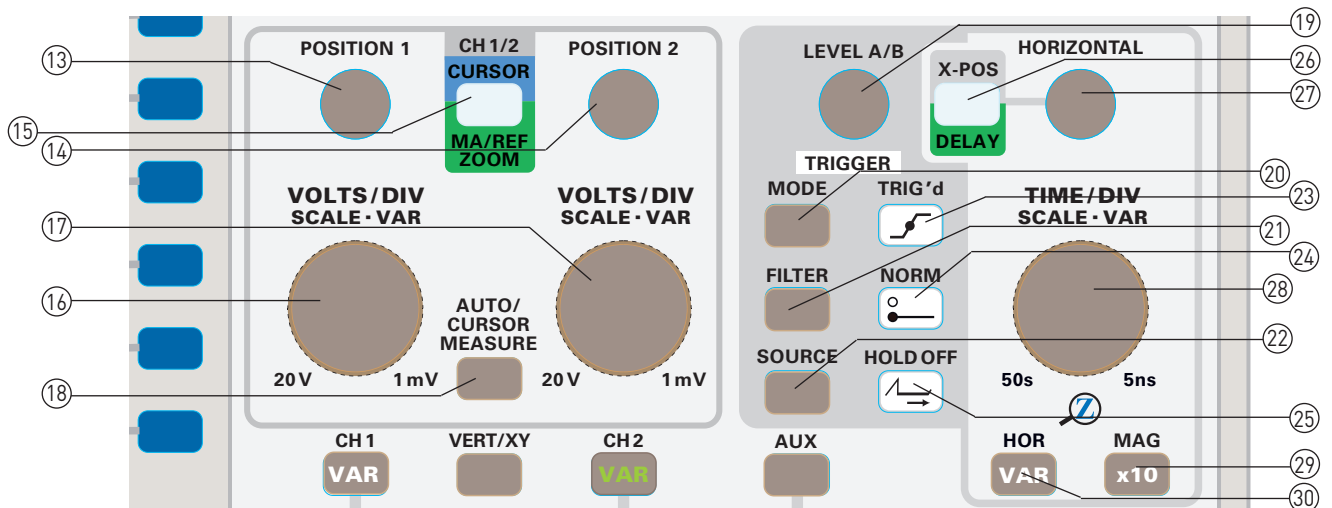 POSITION 1
CH 1/2
POSITION 2
CURSOR
MA/REF
ZOOM
LEVEL A/B
X-POS
DELAY
HORIZONTAL
VOLTS / DIV
SCALE · VAR
VOLTS / DIV
SCALE · VAR
20 V
1 mV
AUTO/
CURSOR
MEASURE
20 V
1 mV
TRIGGER
MODE
TRIG'd
FILTER
NORM
SOURCE
HOLD OFF
TIME / DIV
SCALE · VAR
50s
5ns
Z
CH 1
VAR
VERT/XY
CH 2
VAR
AUX
HOR
VAR
MAG
x10
13
15
14
17
16
18
19
26
27
20
23
21
24
28
22
25
29
30